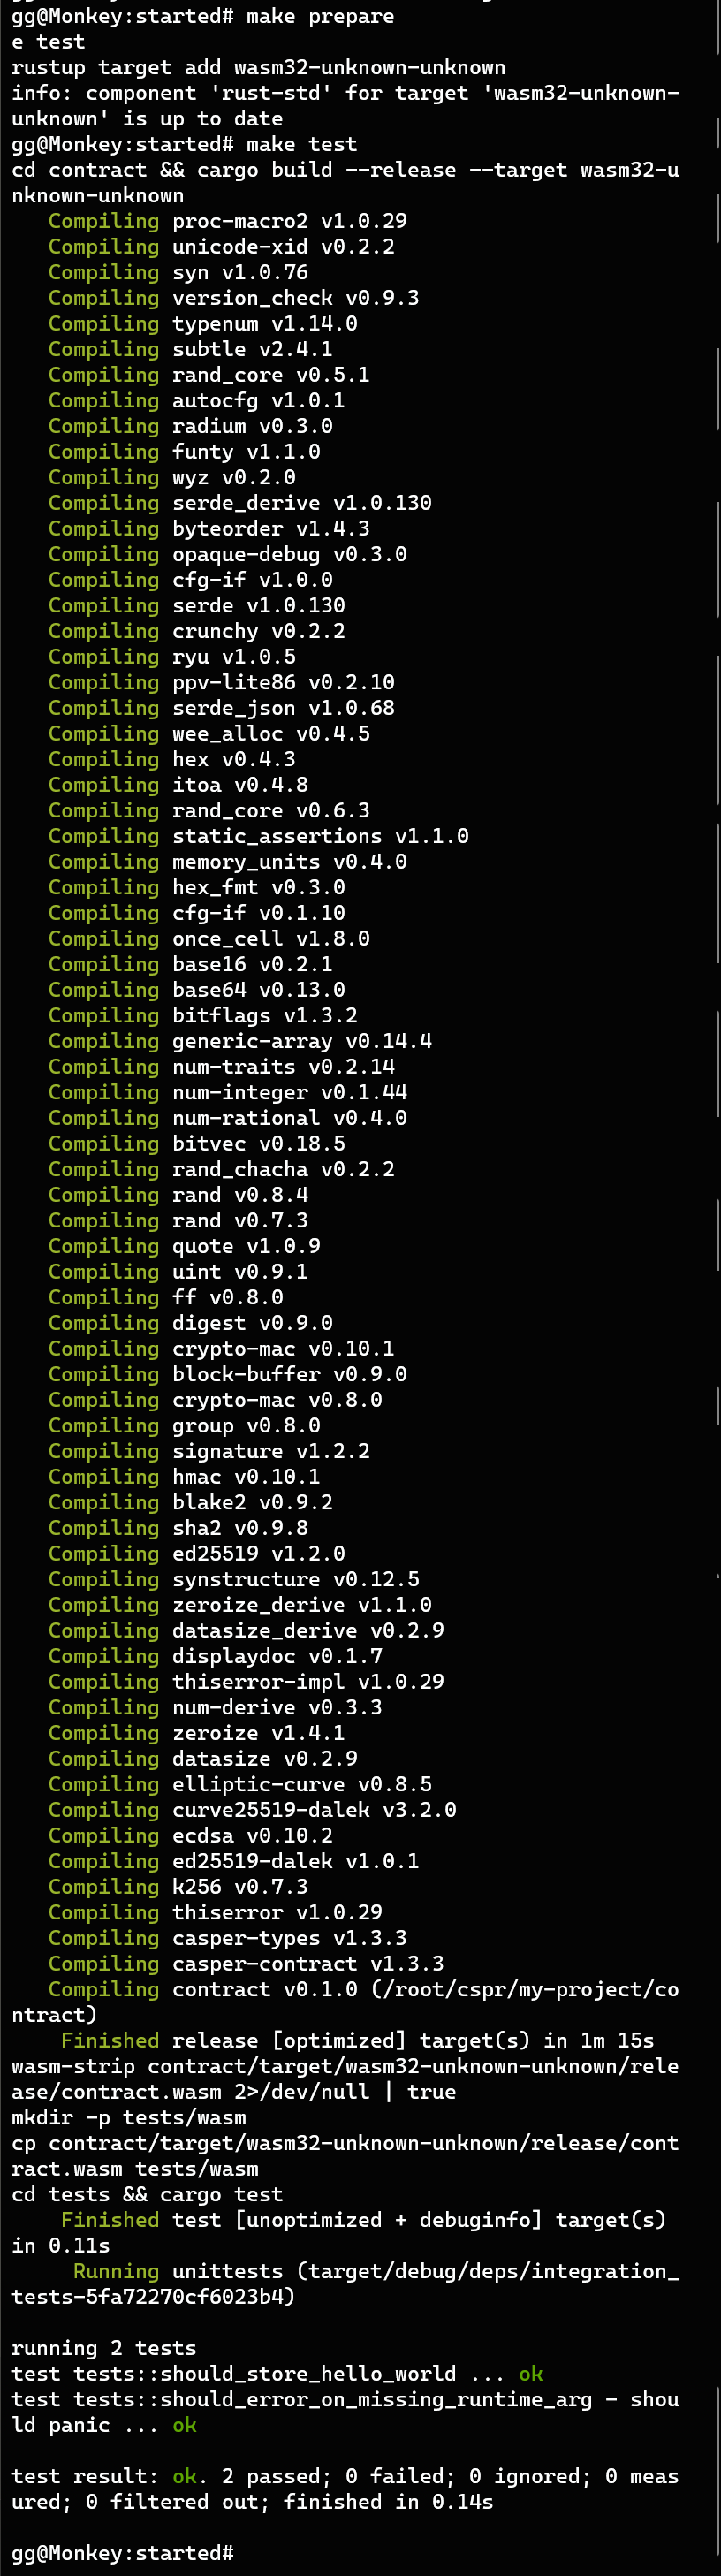 gg@Monkey:started# make prepare
e test
rustup target add wasm32-unknown-unknown
info: component 'rust-std' for target 'wasm32-unknown-
unknown' is up to date
gg@Monkey:started# make test
cd contract && cargo build --release --target wasm32-u
nknown-unknown
   Compiling proc-macro2 v1.0.29
   Compiling unicode-xid v0.2.2
   Compiling syn v1.0.76
   Compiling version_check v0.9.3
   Compiling typenum v1.14.0
   Compiling subtle v2.4.1
   Compiling rand_core v0.5.1
   Compiling autocfg v1.0.1
   Compiling radium v0.3.0
   Compiling funty v1.1.0
   Compiling wyz v0.2.0
   Compiling serde_derive v1.0.130
   Compiling byteorder v1.4.3
   Compiling opaque-debug v0.3.0
   Compiling cfg-if v1.0.0
   Compiling serde v1.0.130
   Compiling crunchy v0.2.2
   Compiling ryu v1.0.5
   Compiling ppv-lite86 v0.2.10
   Compiling serde_json v1.0.68
   Compiling wee_alloc v0.4.5
   Compiling hex v0.4.3
   Compiling itoa v0.4.8
   Compiling rand_core v0.6.3
   Compiling static_assertions v1.1.0
   Compiling memory_units v0.4.0
   Compiling hex_fmt v0.3.0
   Compiling cfg-if v0.1.10
   Compiling once_cell v1.8.0
   Compiling base16 v0.2.1
   Compiling base64 v0.13.0
   Compiling bitflags v1.3.2
   Compiling generic-array v0.14.4
   Compiling num-traits v0.2.14
   Compiling num-integer v0.1.44
   Compiling num-rational v0.4.0
   Compiling bitvec v0.18.5
   Compiling rand_chacha v0.2.2
   Compiling rand v0.8.4
   Compiling rand v0.7.3
   Compiling quote v1.0.9
   Compiling uint v0.9.1
   Compiling ff v0.8.0
   Compiling digest v0.9.0
   Compiling crypto-mac v0.10.1
   Compiling block-buffer v0.9.0
   Compiling crypto-mac v0.8.0
   Compiling group v0.8.0
   Compiling signature v1.2.2
   Compiling hmac v0.10.1
   Compiling blake2 v0.9.2
   Compiling sha2 v0.9.8
   Compiling ed25519 v1.2.0
   Compiling synstructure v0.12.5
   Compiling zeroize_derive v1.1.0
   Compiling datasize_derive v0.2.9
   Compiling displaydoc v0.1.7
   Compiling thiserror-impl v1.0.29
   Compiling num-derive v0.3.3
   Compiling zeroize v1.4.1
   Compiling datasize v0.2.9
   Compiling elliptic-curve v0.8.5
   Compiling curve25519-dalek v3.2.0
   Compiling ecdsa v0.10.2
   Compiling ed25519-dalek v1.0.1
   Compiling k256 v0.7.3
   Compiling thiserror v1.0.29
   Compiling casper-types v1.3.3
   Compiling casper-contract v1.3.3
   Compiling contract v0.1.0 (/root/cspr/my-project/co
ntract)
    Finished release [optimized] target(s) in 1m 15s
wasm-strip contract/target/wasm32-unknown-unknown/rele
ase/contract.wasm 2>/dev/null | true
mkdir -p tests/wasm
cp contract/target/wasm32-unknown-unknown/release/cont
ract.wasm tests/wasm
cd tests && cargo test
    Finished test [unoptimized + debuginfo] target(s)
in 0.11s
     Running unittests (target/debug/deps/integration_
tests-5fa72270cf6023b4)

running 2 tests
test tests::should_store_hello_world ... ok
test tests::should_error_on_missing_runtime_arg - shou
ld panic ... ok

test result: ok. 2 passed; 0 failed; 0 ignored; 0 meas
ured; 0 filtered out; finished in 0.14s

gg@Monkey:started#